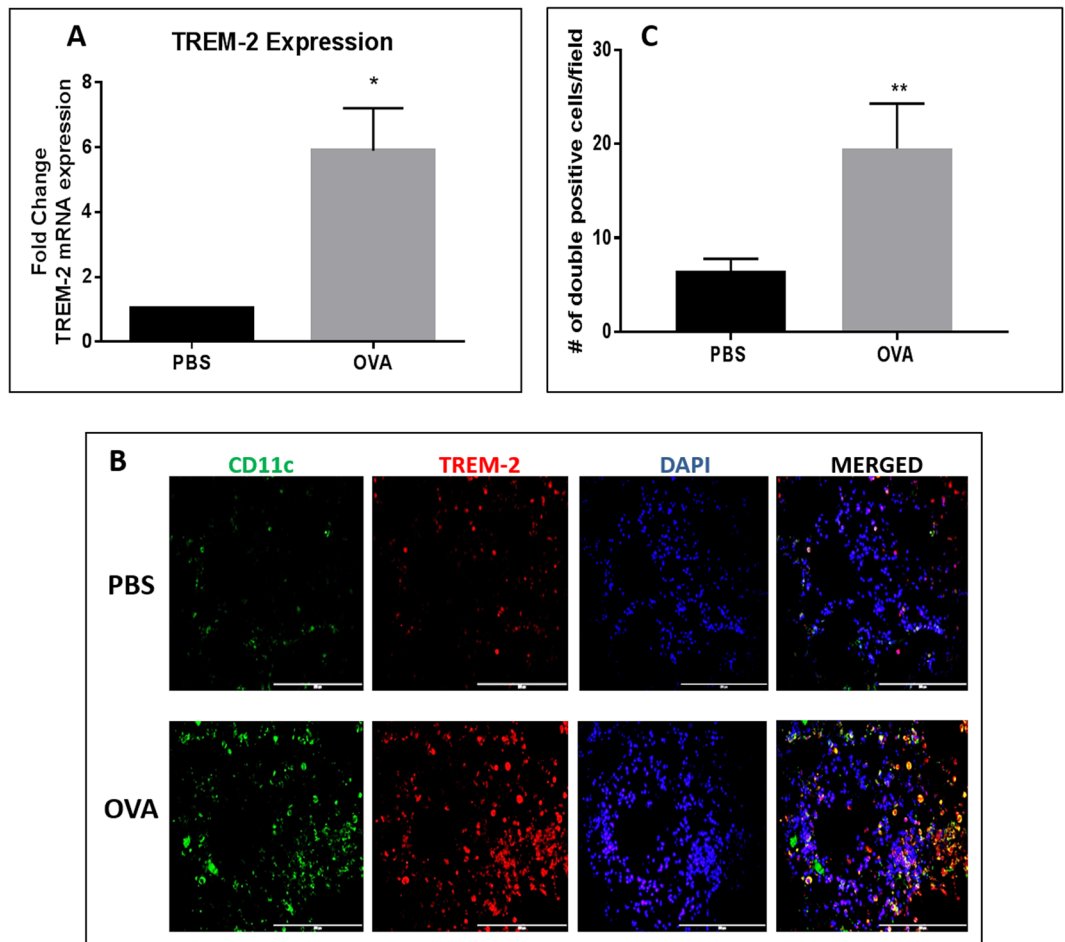 A
TREM-2 Expression
Fold Change
TREM-2 mRNA expression
8
6
4
2
0
*
PBS
OVA
C
# of double positive cells/field
30
20
10
0
**
PBS
OVA
B
CD11c
TREM-2
DAPI
MERGED
PBS
OVA